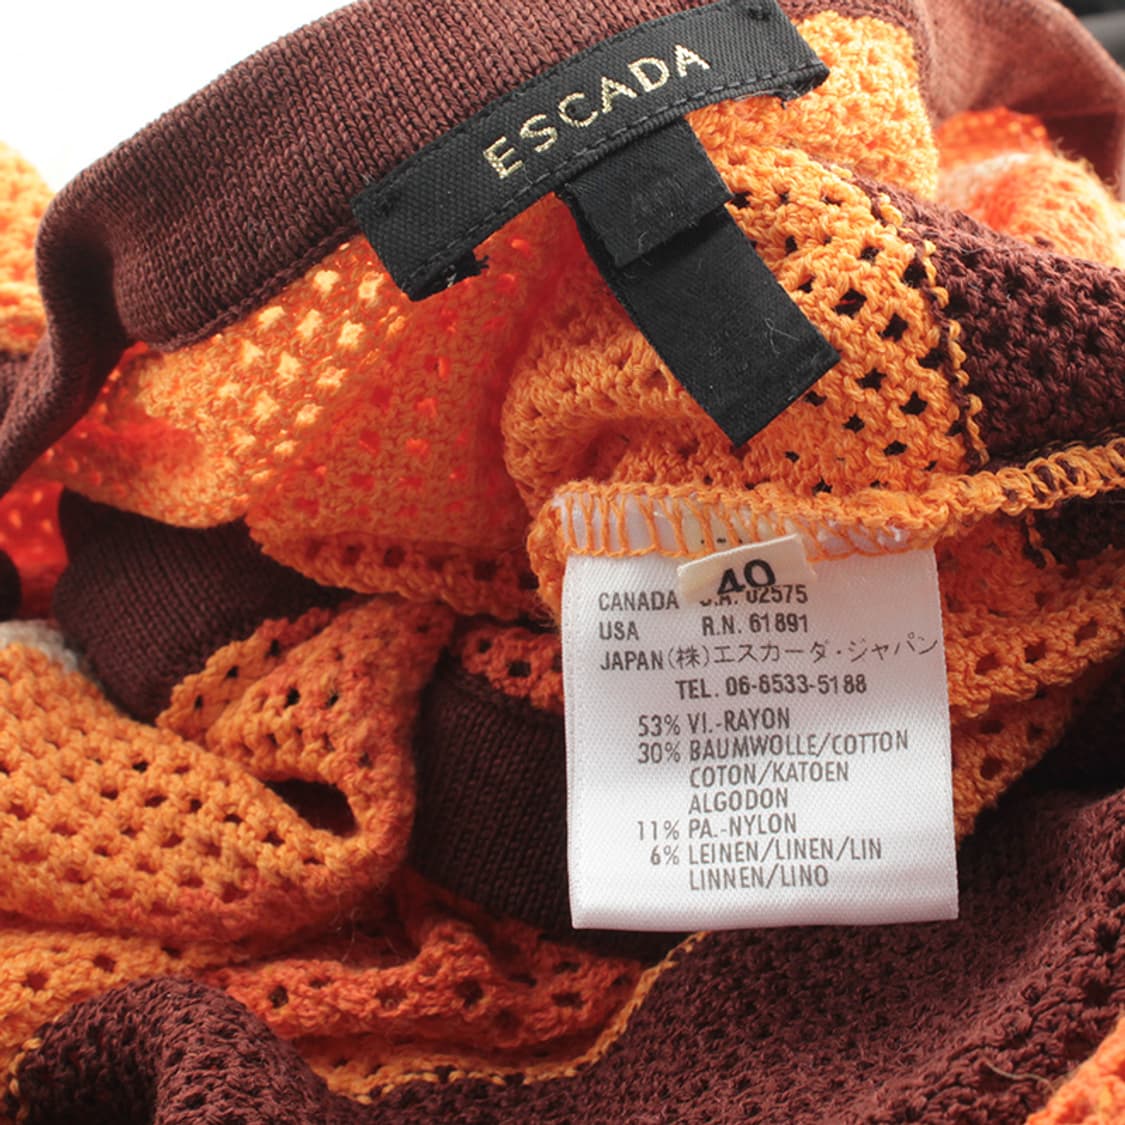 ESCADA
40
CANADA C.A. 02575
USA R.N. 61891
JAPAN (株)エスカーダ・ジャパン
TEL. 06-6533-5188
53% VI.-RAYON
30% BAUMWOLLE/COTTON
COTON/KATOEN
ALGODON
11% PA.-NYLON
6% LEINEN/LINEN/LIN
LINNEN/LINO